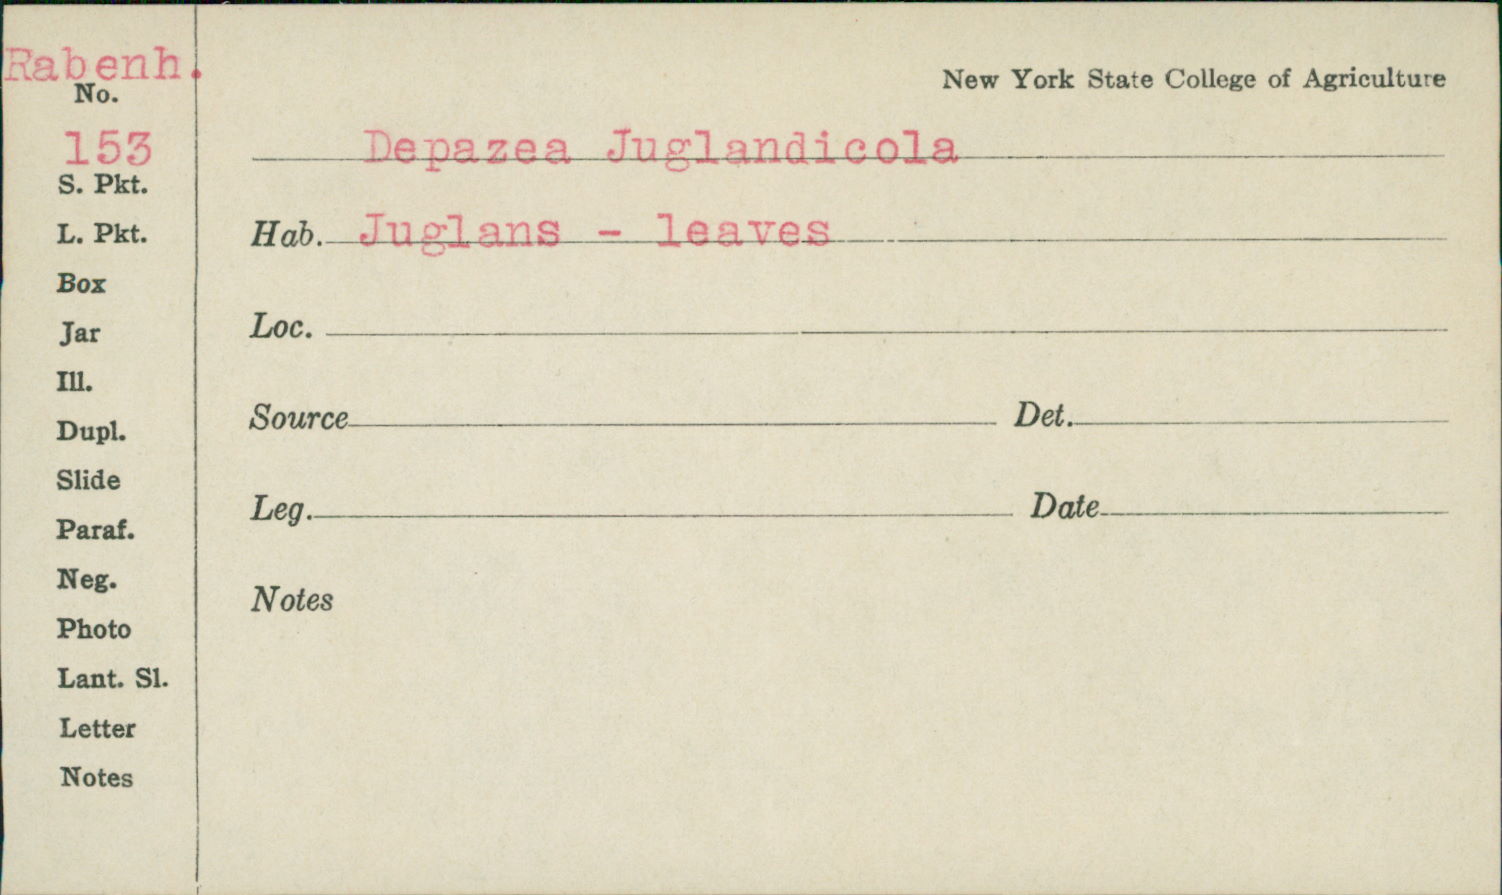 Rabenh.
No.
153
S. Pkt.
L. Pkt.
Box
Jar
Ill.
Dupl.
Slide
Paraf.
Neg.
Photo
Lant. Sl.
Letter
Notes
New York State College of Agriculture
Depazea Juglandicola
Hab. Juglans - leaves
Loc.
Source Det.
Leg. Date
Notes